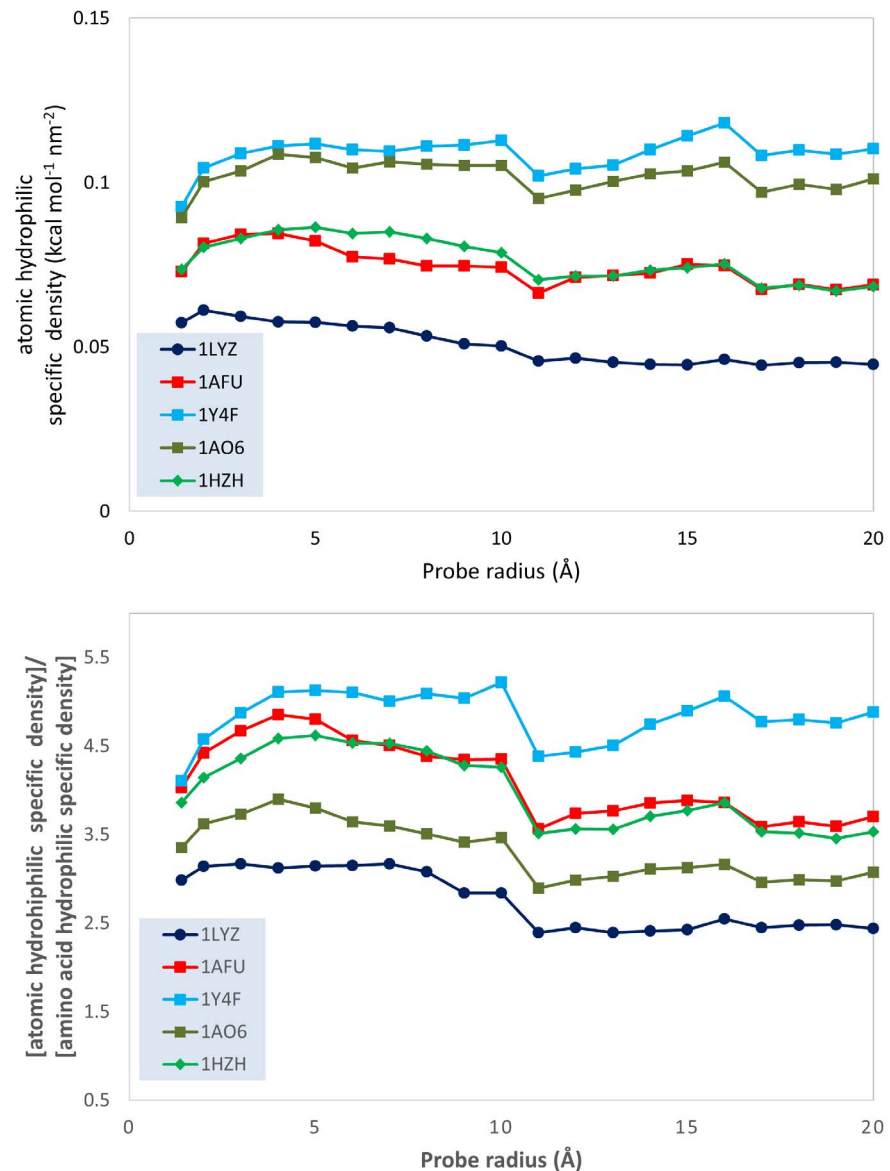 0.15
0.1
0.05
0
atomic hydrophilic
specific density (kcal mol⁻¹ nm⁻²)
1LYZ
1AFU
1Y4F
1AO6
1HZH
0 5 10 15 20
Probe radius (Å)
5.5
4.5
3.5
2.5
1.5
0.5
[atomic hydrohiphilic specific density]/
[amino acid hydrophilic specific density]
1LYZ
1AFU
1Y4F
1AO6
1HZH
0 5 10 15 20
Probe radius (Å)